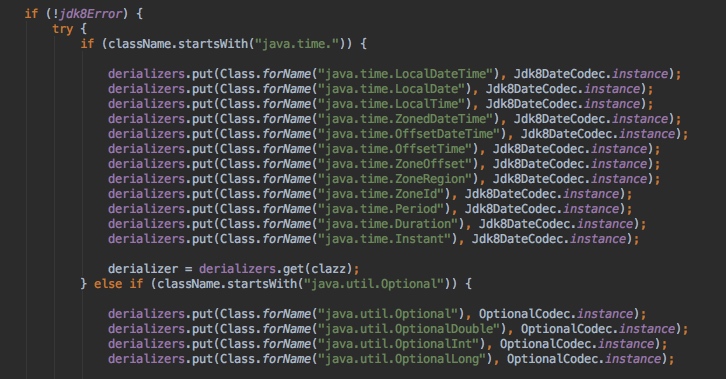 if (!jdk8Error) {
try {
if (className.startsWith("java.time.")) {
derializers.put(Class.forName("java.time.LocalDateTime"), Jdk8DateCodec.instance);
derializers.put(Class.forName("java.time.LocalDate"), Jdk8DateCodec.instance);
derializers.put(Class.forName("java.time.LocalTime"), Jdk8DateCodec.instance);
derializers.put(Class.forName("java.time.ZonedDateTime"), Jdk8DateCodec.instance);
derializers.put(Class.forName("java.time.OffsetDateTime"), Jdk8DateCodec.instance);
derializers.put(Class.forName("java.time.OffsetTime"), Jdk8DateCodec.instance);
derializers.put(Class.forName("java.time.ZoneOffset"), Jdk8DateCodec.instance);
derializers.put(Class.forName("java.time.ZoneRegion"), Jdk8DateCodec.instance);
derializers.put(Class.forName("java.time.ZoneId"), Jdk8DateCodec.instance);
derializers.put(Class.forName("java.time.Period"), Jdk8DateCodec.instance);
derializers.put(Class.forName("java.time.Duration"), Jdk8DateCodec.instance);
derializers.put(Class.forName("java.time.Instant"), Jdk8DateCodec.instance);
derializer = derializers.get(clazz);
} else if (className.startsWith("java.util.Optional")) {
derializers.put(Class.forName("java.util.Optional"), OptionalCodec.instance);
derializers.put(Class.forName("java.util.OptionalDouble"), OptionalCodec.instance);
derializers.put(Class.forName("java.util.OptionalInt"), OptionalCodec.instance);
derializers.put(Class.forName("java.util.OptionalLong"), OptionalCodec.instance);